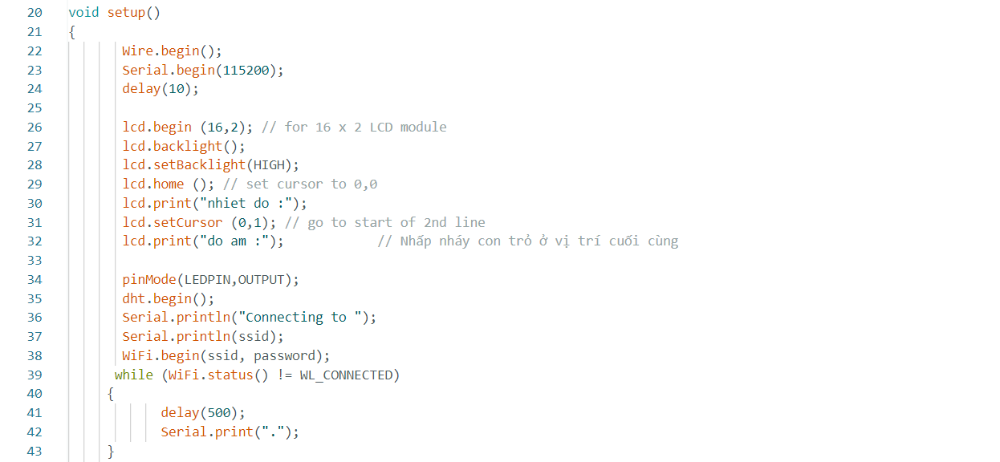 20 void setup()
21 {
22 Wire.begin();
23 Serial.begin(115200);
24 delay(10);
25
26 lcd.begin (16,2); // for 16 x 2 LCD module
27 lcd.backlight();
28 lcd.setBacklight(HIGH);
29 lcd.home (); // set cursor to 0,0
30 lcd.print("nhiet do :");
31 lcd.setCursor (0,1); // go to start of 2nd line
32 lcd.print("do am :"); // Nhấp nháy con trỏ ở vị trí cuối cùng
33
34 pinMode(LEDPIN,OUTPUT);
35 dht.begin();
36 Serial.println("Connecting to ");
37 Serial.println(ssid);
38 WiFi.begin(ssid, password);
39 while (WiFi.status() != WL_CONNECTED)
40 {
41 delay(500);
42 Serial.print(".");
43 }